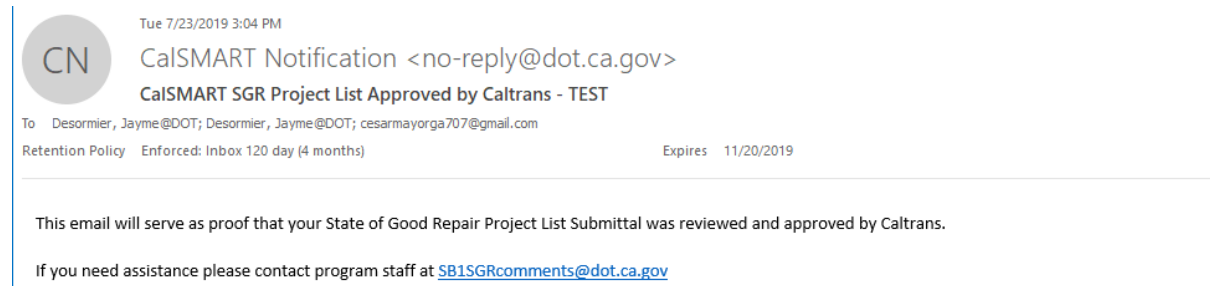 Tue 7/23/2019 3:04 PM
CN
CalSMART Notification <no-reply@dot.ca.gov>
CalSMART SGR Project List Approved by Caltrans - TEST
To Desormier, Jayme@DOT; Desormier, Jayme@DOT; cesarmayorga707@gmail.com
Retention Policy Enforced: Inbox 120 day (4 months) Expires 11/20/2019
This email will serve as proof that your State of Good Repair Project List Submittal was reviewed and approved by Caltrans.
If you need assistance please contact program staff at SB1SGRcomments@dot.ca.gov